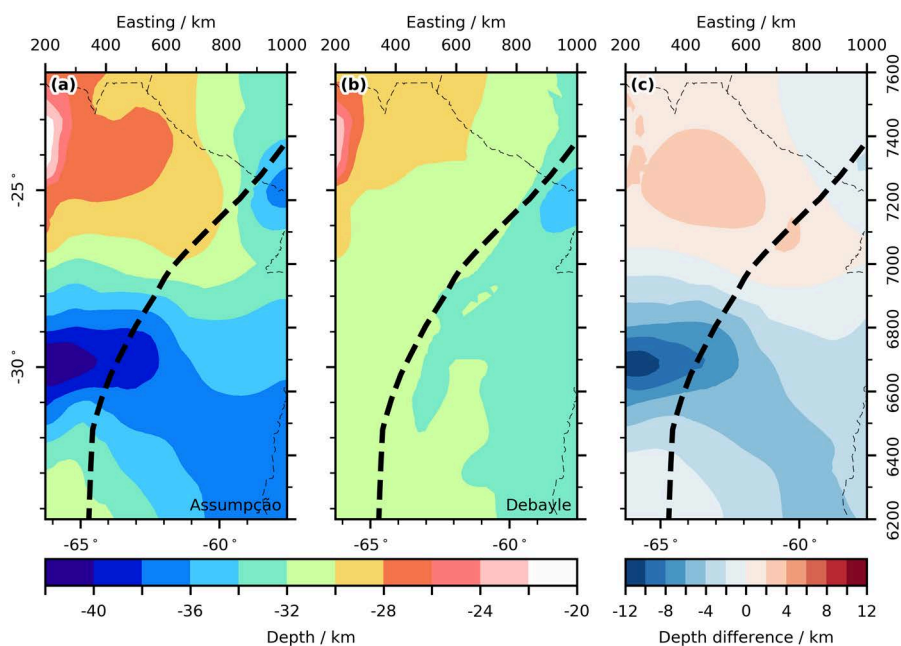 Easting / km
Easting / km
Easting / km
200 400 600 800 1000
200 400 600 800 1000
200 400 600 800 1000
(a)
(b)
(c)
-25°
-30°
7600
7400
7200
7000
6800
6600
6400
6200
Assumpção
Debayle
-65° -60°
-65° -60°
-65° -60°
-40 -36 -32 -28 -24 -20
Depth / km
-12 -8 -4 0 4 8 12
Depth difference / km